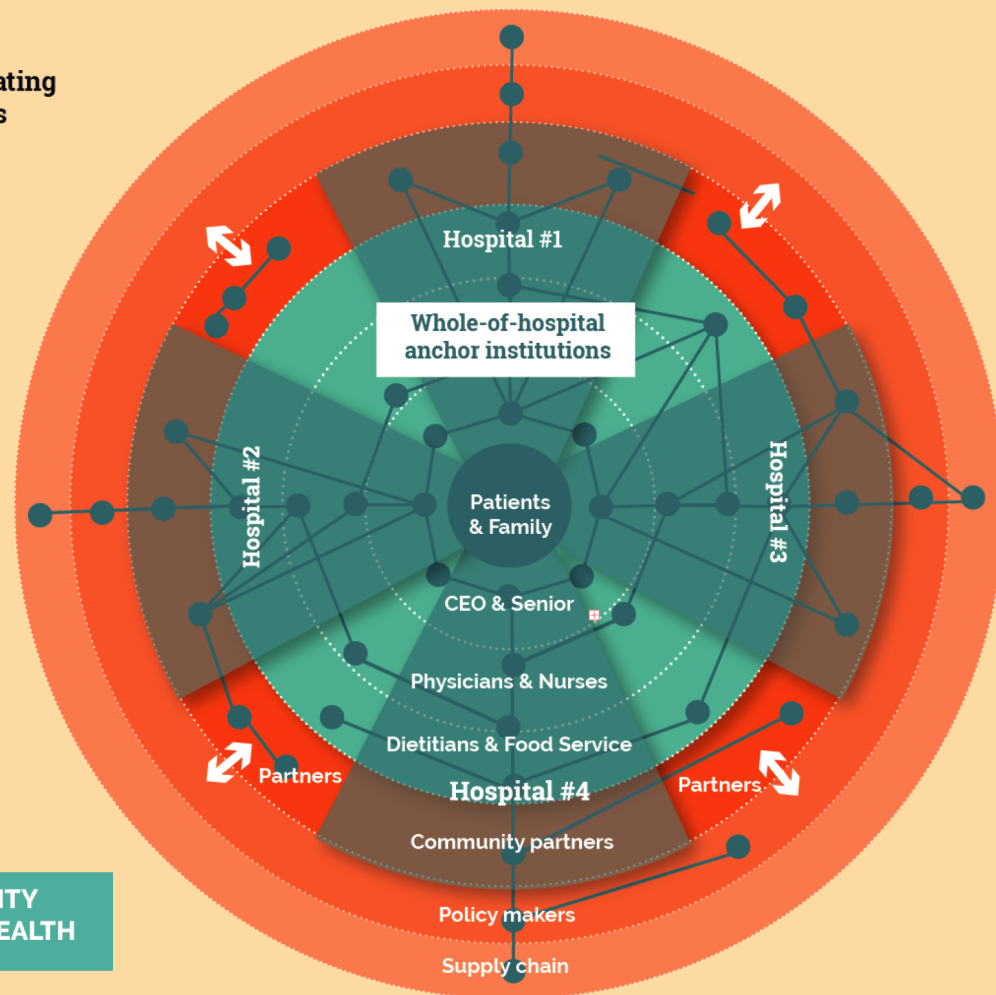 ating
s
Hospital #1
Whole-of-hospital
anchor institutions
Hospital #2
Hospital #3
Patients
& Family
CEO & Senior
Physicians & Nurses
Dietitians & Food Service
Partners
Hospital #4
Partners
Community partners
Policy makers
ITY
EALTH
Supply chain